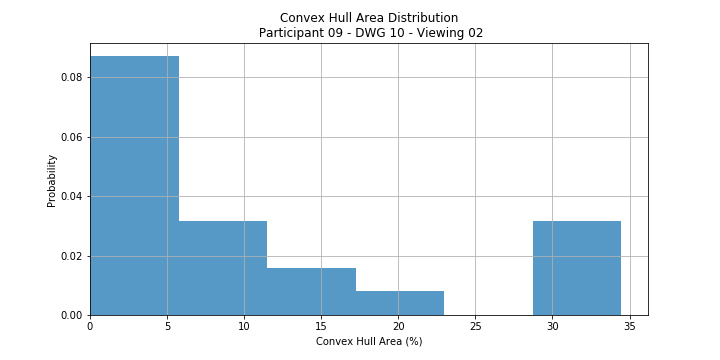 Convex Hull Area Distribution
Participant 09 - DWG 10 - Viewing 02
Probability
0.08
0.06
0.04
0.02
0.00
0 5 10 15 20 25 30 35
Convex Hull Area (%)